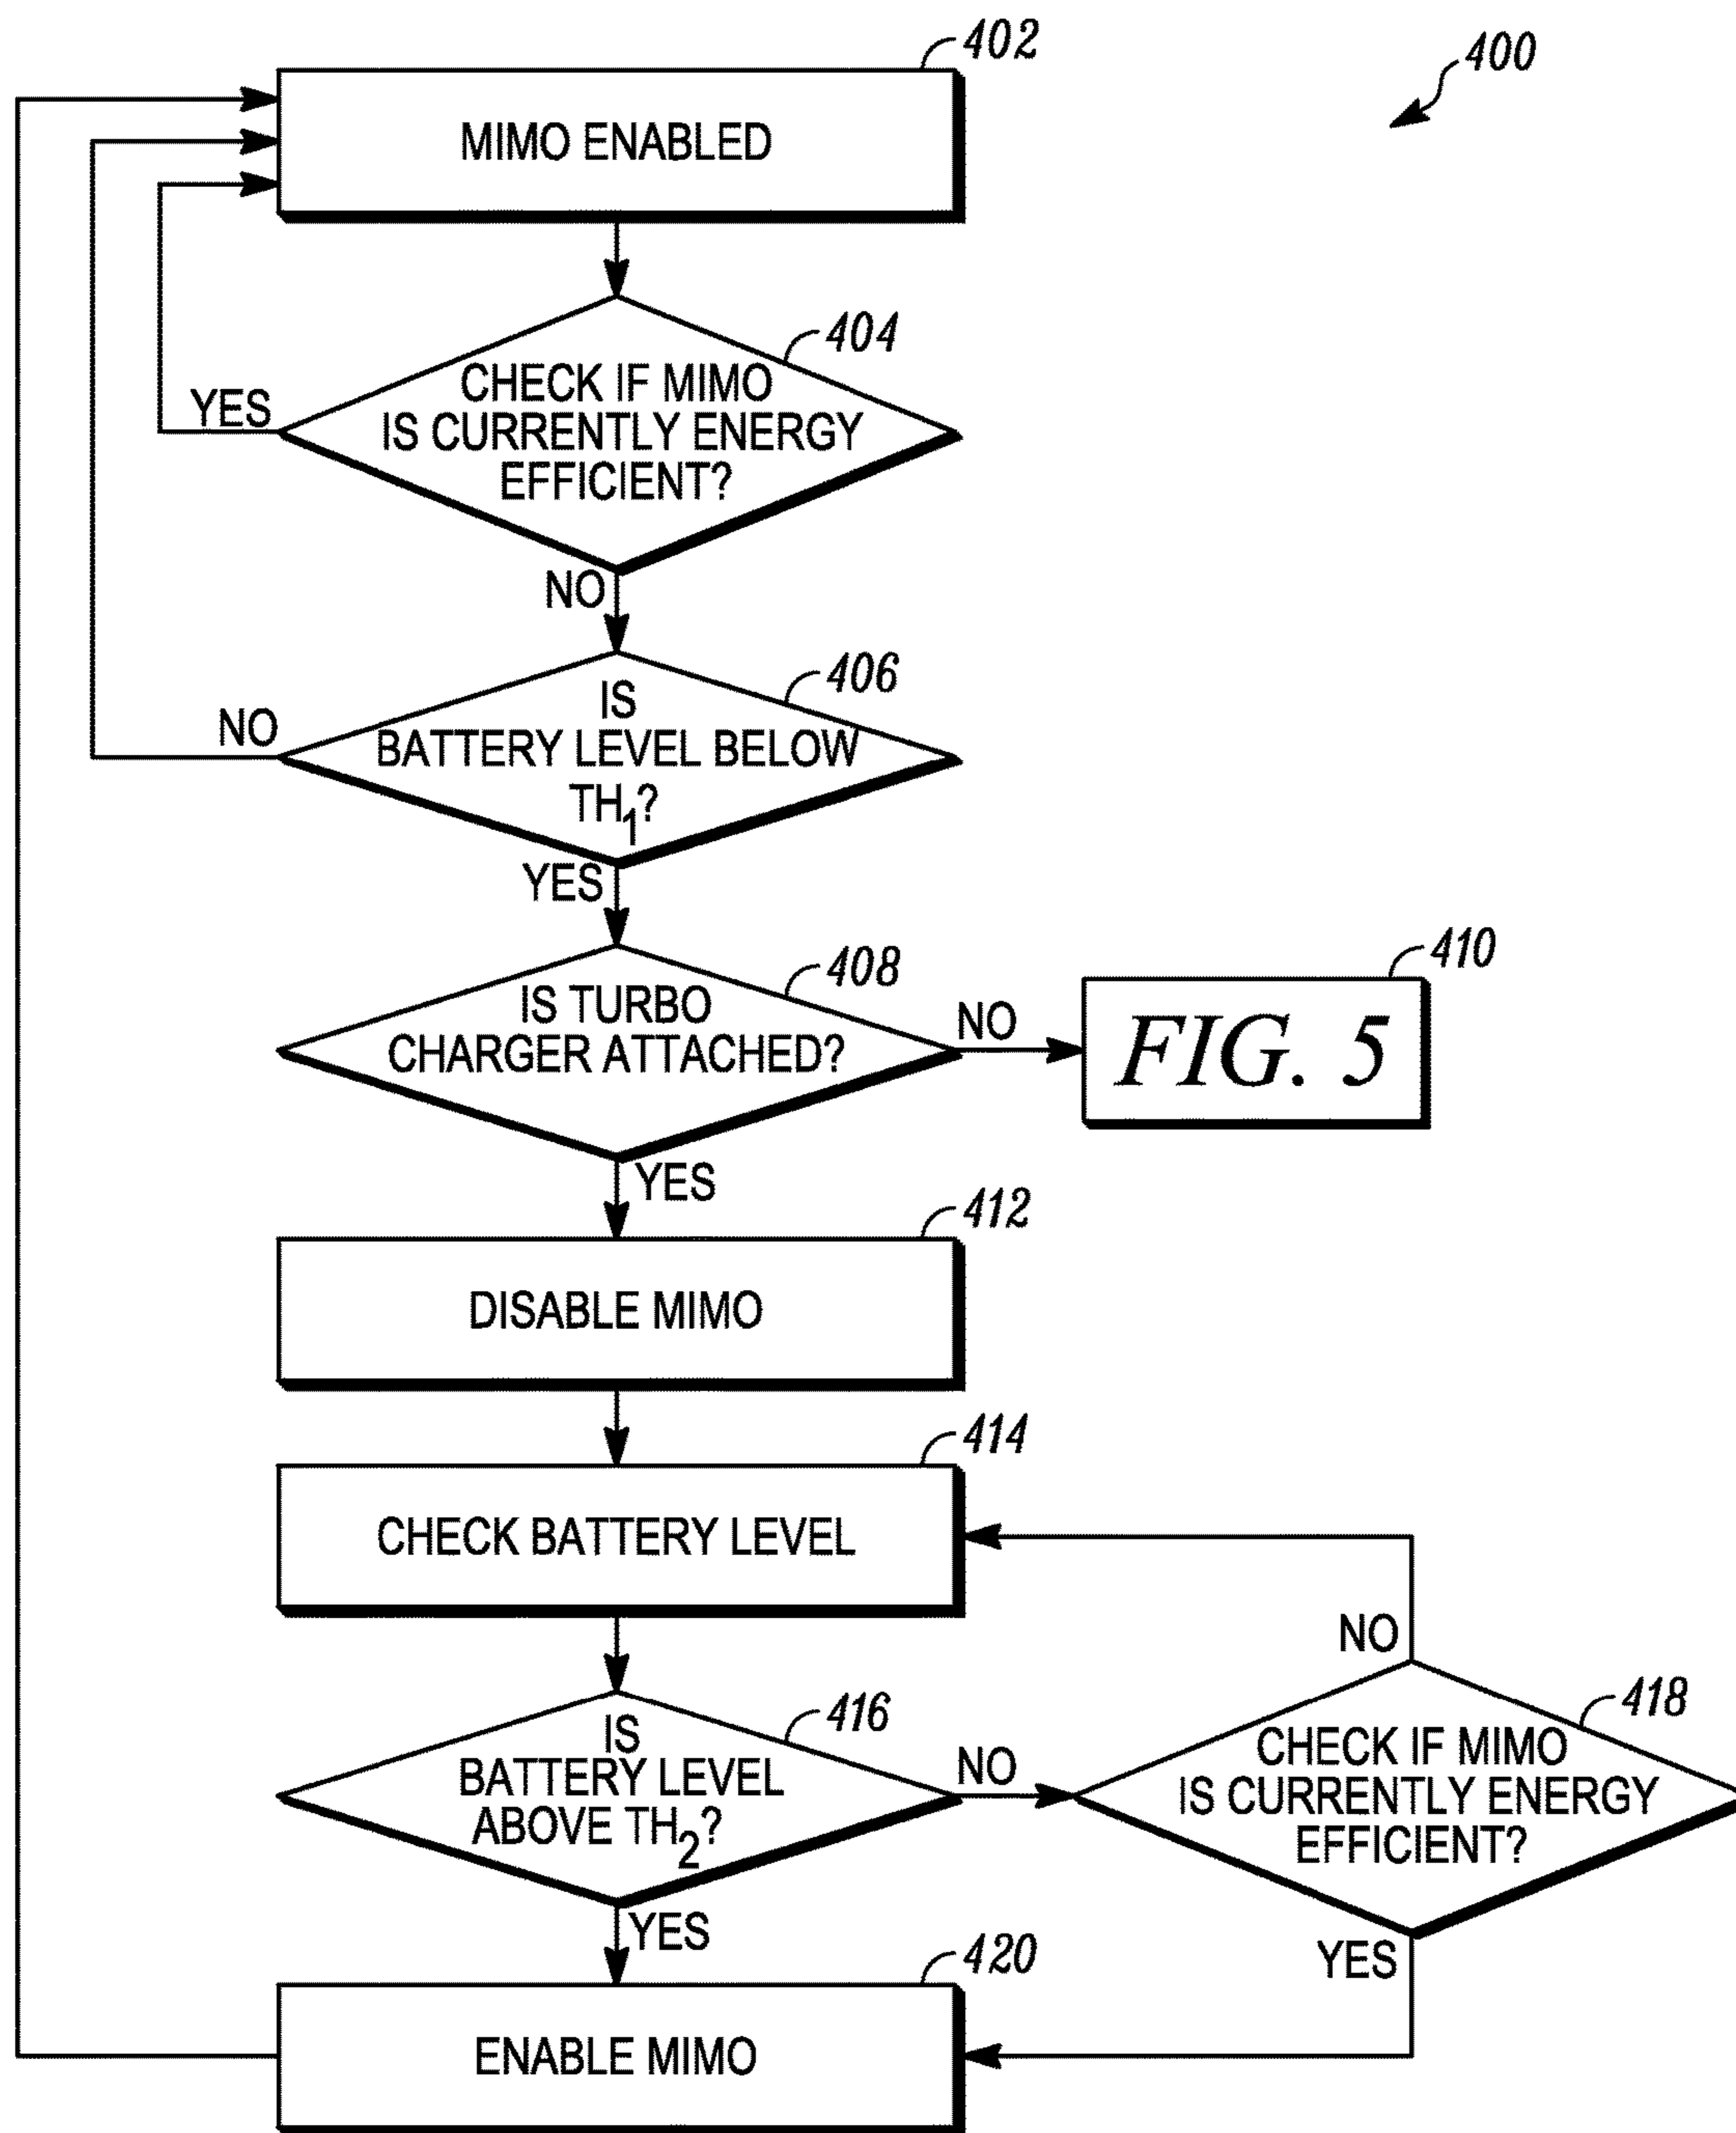 402
400
MIMO ENABLED
404
CHECK IF MIMO
IS CURRENTLY ENERGY
EFFICIENT?
YES
NO
406
IS
BATTERY LEVEL BELOW
TH1?
NO
YES
408
IS TURBO
CHARGER ATTACHED?
NO
410
FIG. 5
YES
412
DISABLE MIMO
414
CHECK BATTERY LEVEL
NO
416
IS
BATTERY LEVEL
ABOVE TH2?
NO
418
CHECK IF MIMO
IS CURRENTLY ENERGY
EFFICIENT?
YES
YES
420
ENABLE MIMO